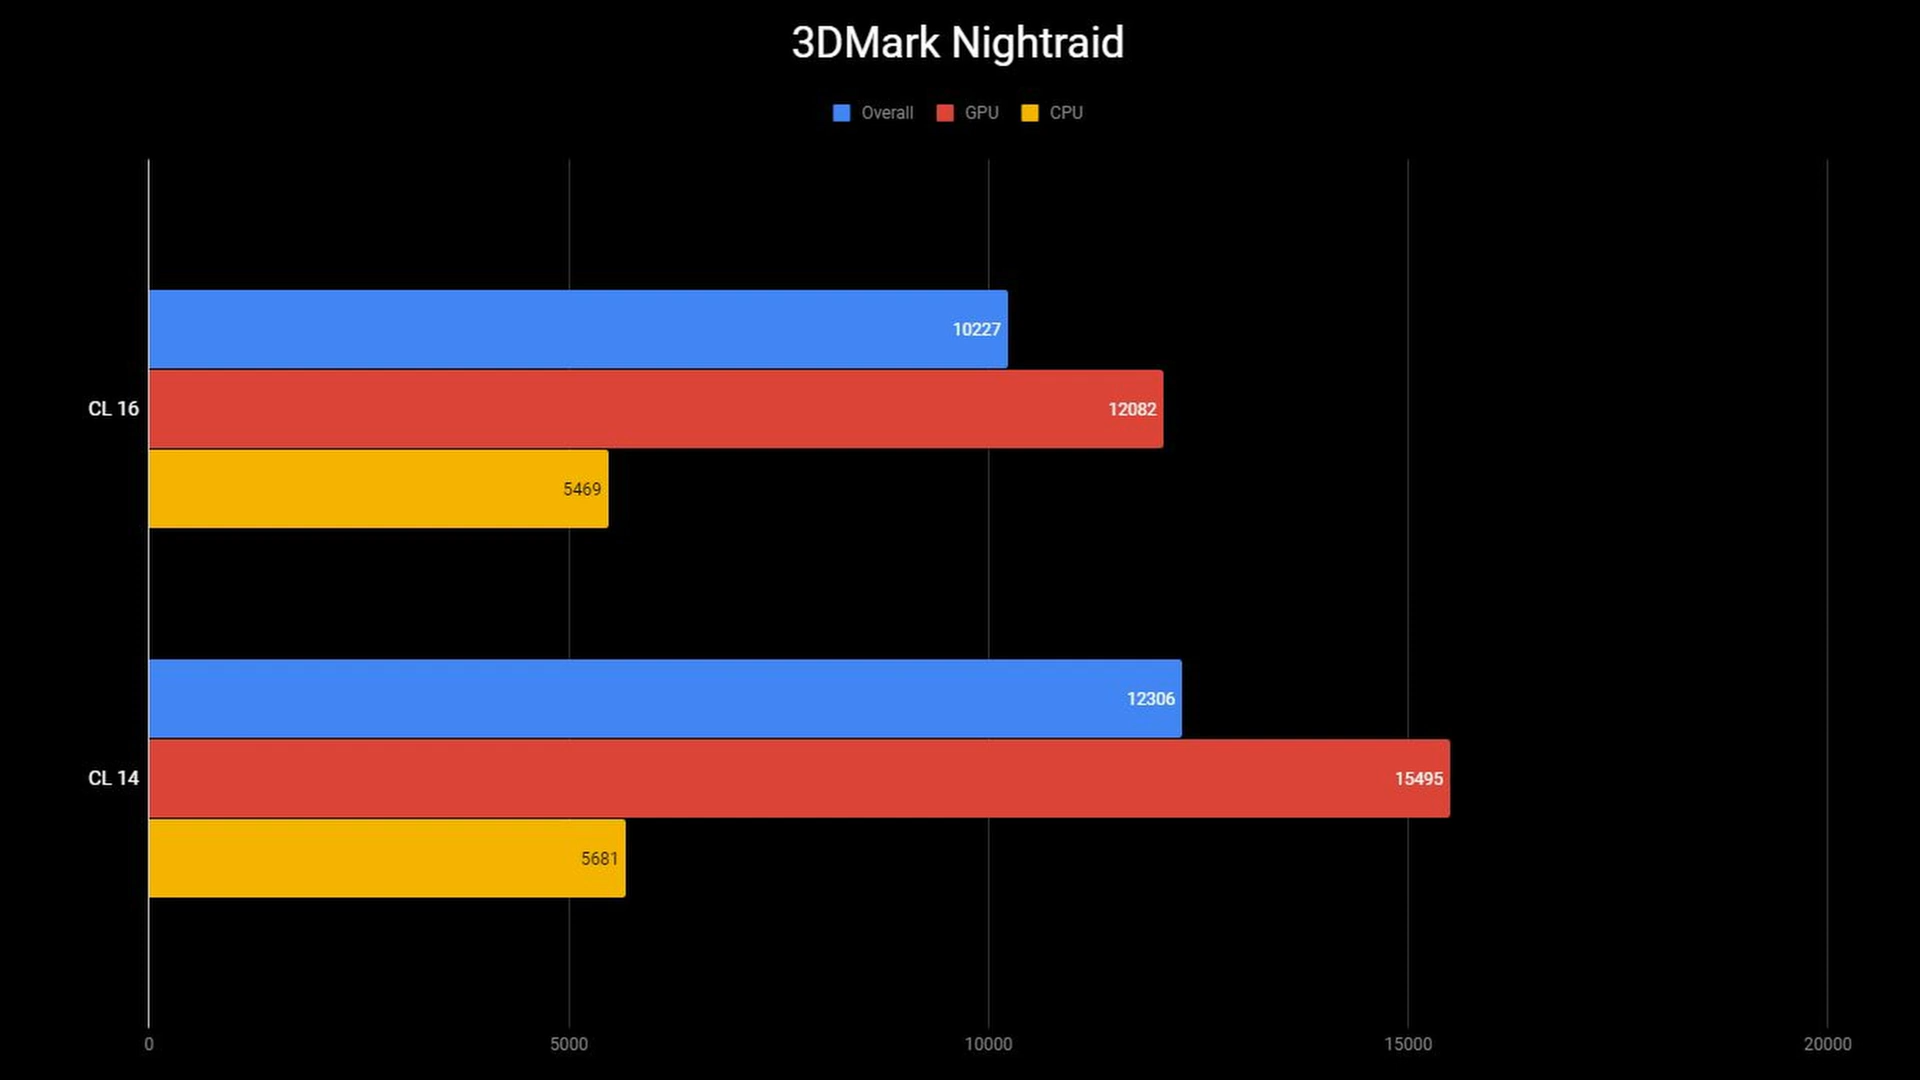 3DMark Nightraid
Overall GPU CPU
CL 16
10227
12082
5469
CL 14
12306
15495
5681
0 5000 10000 15000 20000